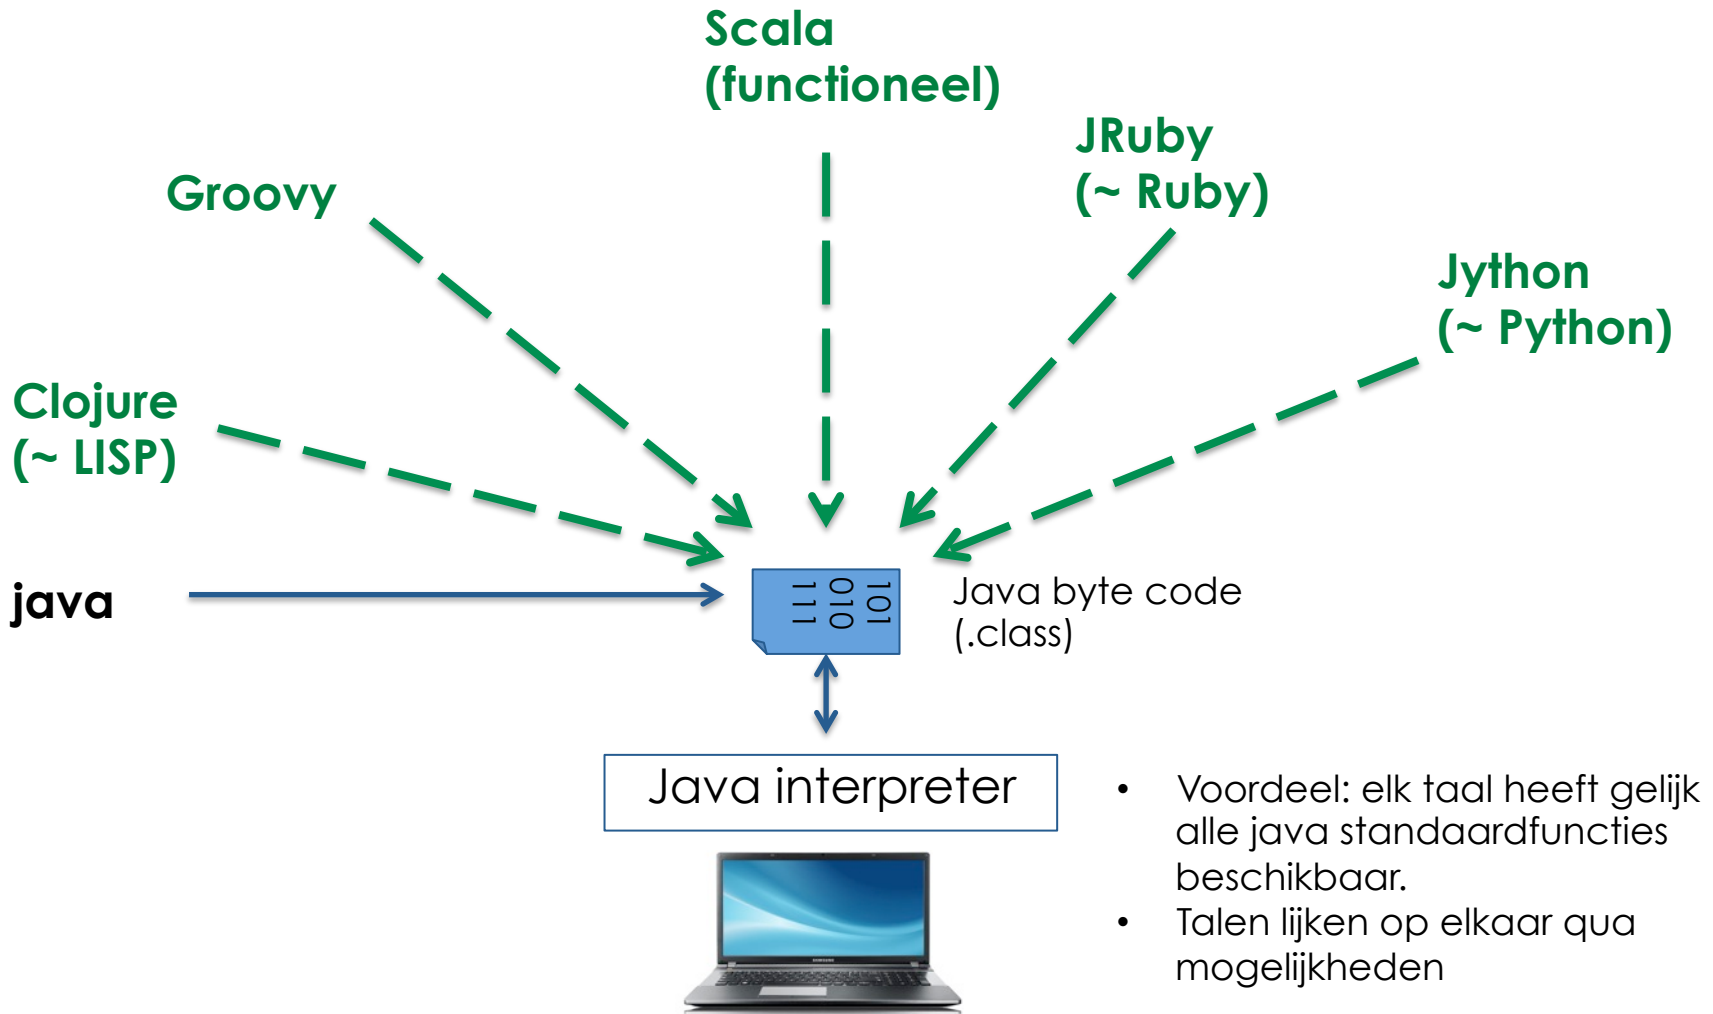 Scala
(functioneel)
JRuby
(~ Ruby)
Groovy
Jython
(~ Python)
Clojure
(~ LISP)
java
101
010
111
Java byte code
(.class)
Java interpreter
• Voordeel: elk taal heeft gelijk
alle java standaardfuncties
beschikbaar.
• Talen lijken op elkaar qua
mogelijkheden
SAMSUNG